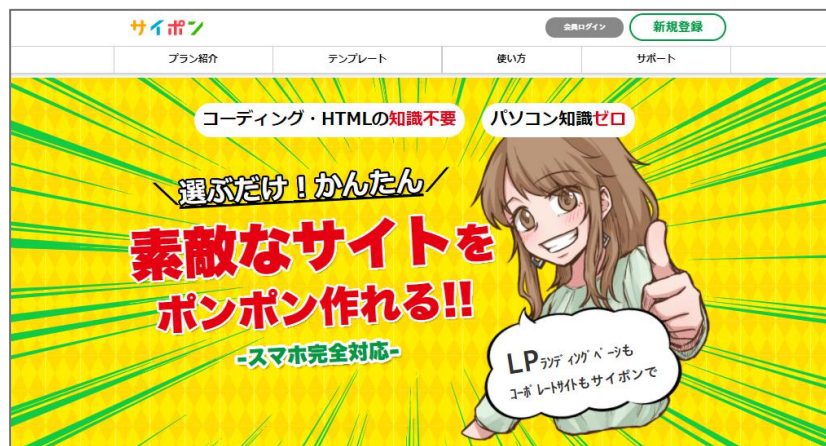 サイポン
会員ログイン
新規登録
プラン紹介
テンプレート
使い方
サポート
コーディング・HTMLの知識不要
パソコン知識ゼロ
選ぶだけ！かんたん
素敵なサイトを
ポンポン作れる!!
-スマホ完全対応-
LPランディングページも
コーポレートサイトもサイポンで